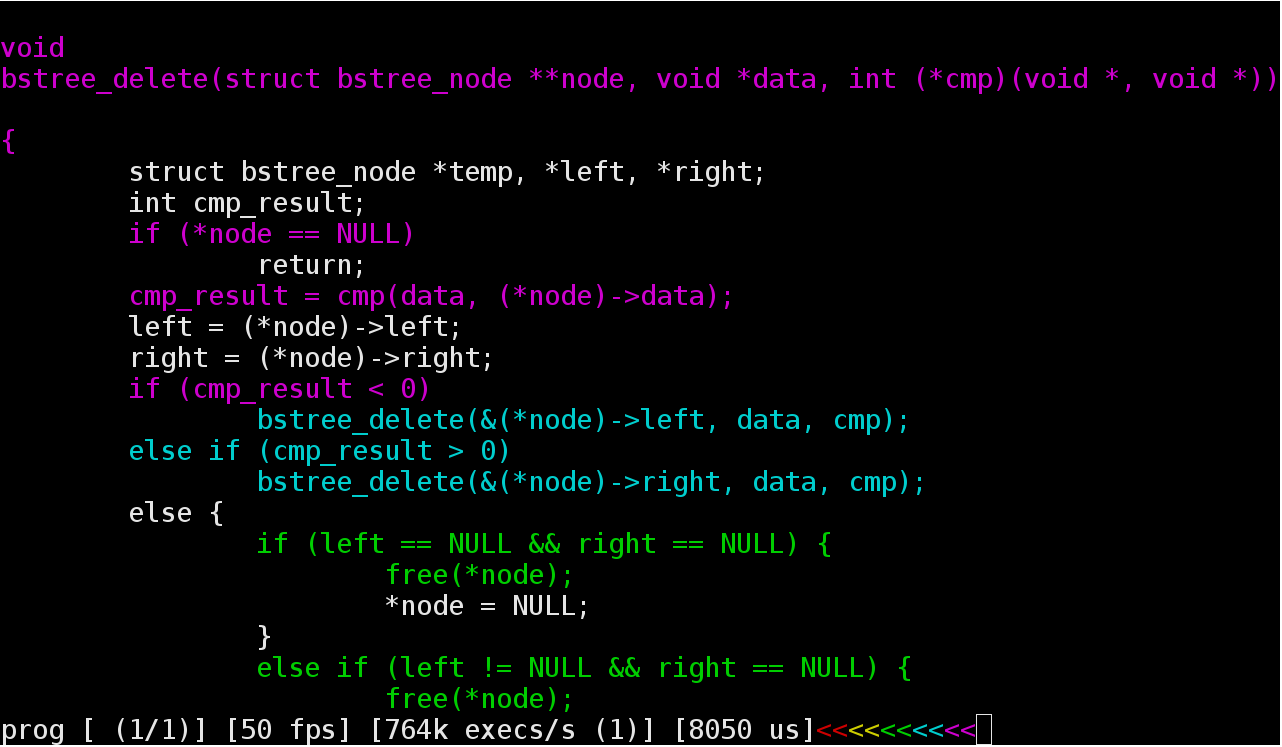 void
bstree_delete(struct bstree_node **node, void *data, int (*cmp)(void *, void *))
{
        struct bstree_node *temp, *left, *right;
        int cmp_result;
        if (*node == NULL)
                return;
        cmp_result = cmp(data, (*node)->data);
        left = (*node)->left;
        right = (*node)->right;
        if (cmp_result < 0)
                bstree_delete(&(*node)->left, data, cmp);
        else if (cmp_result > 0)
                bstree_delete(&(*node)->right, data, cmp);
        else {
                if (left == NULL && right == NULL) {
                        free(*node);
                        *node = NULL;
                }
                else if (left != NULL && right == NULL) {
                        free(*node);
prog [ (1/1)] [50 fps] [764k execs/s (1)] [8050 us]<<<<<<<<<<